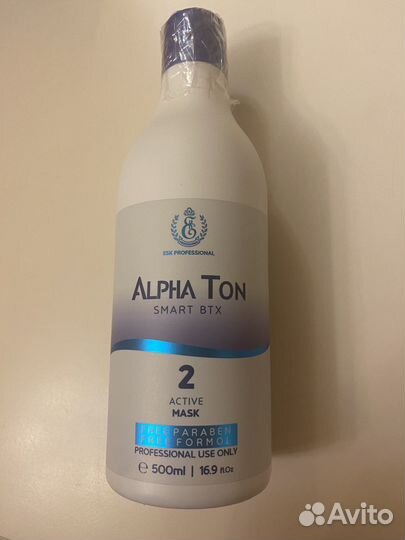 ESK PROFESSIONAL
ALPHA TON
SMART BTX
2
ACTIVE
MASK
FREE PARABEN
FREE FORMOL
PROFESSIONAL USE ONLY
℮ 500ml | 16.9 fl.Oz
Avito